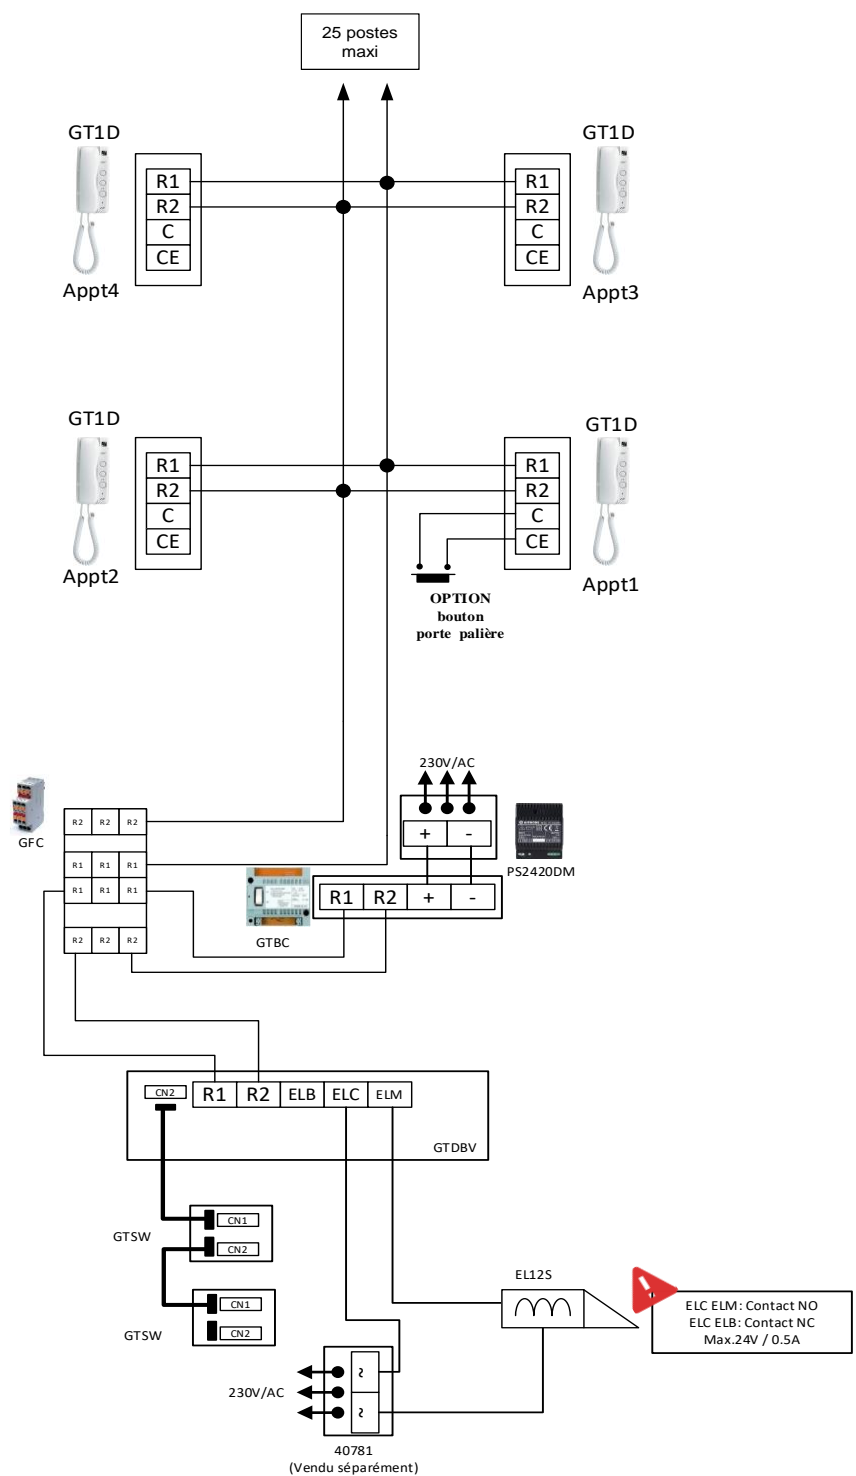 25 postes
maxi
GT1D
GT1D
R1
R2
C
CE
R1
R2
C
CE
Appt4
Appt3
GT1D
GT1D
R1
R2
C
CE
R1
R2
C
CE
Appt2
Appt1
OPTION
bouton
porte palière
230V/AC
+ -
GFC
PS2420DM
R2 R2 R2
R1 R1 R1
R1 R1 R1
R2 R2 R2
R1 R2 + -
GTBC
CN2 R1 R2 ELB ELC ELM
GTDBV
GTSW
CN1
CN2
GTSW
CN1
CN2
EL12S
ELC ELM: Contact NO
ELC ELB: Contact NC
Max.24V / 0.5A
230V/AC
~
~
40781
(Vendu séparément)